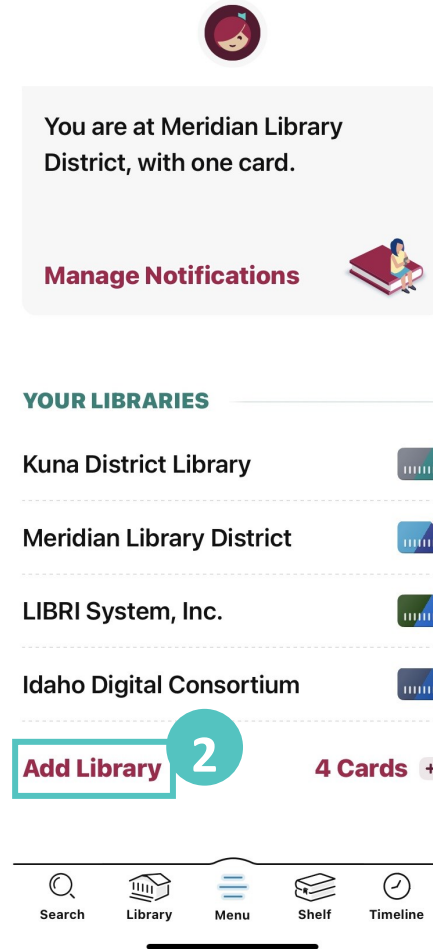 You are at Meridian Library
District, with one card.
Manage Notifications
YOUR LIBRARIES
Kuna District Library
Meridian Library District
LIBRI System, Inc.
Idaho Digital Consortium
Add Library 2 4 Cards +
Search Library Menu Shelf Timeline